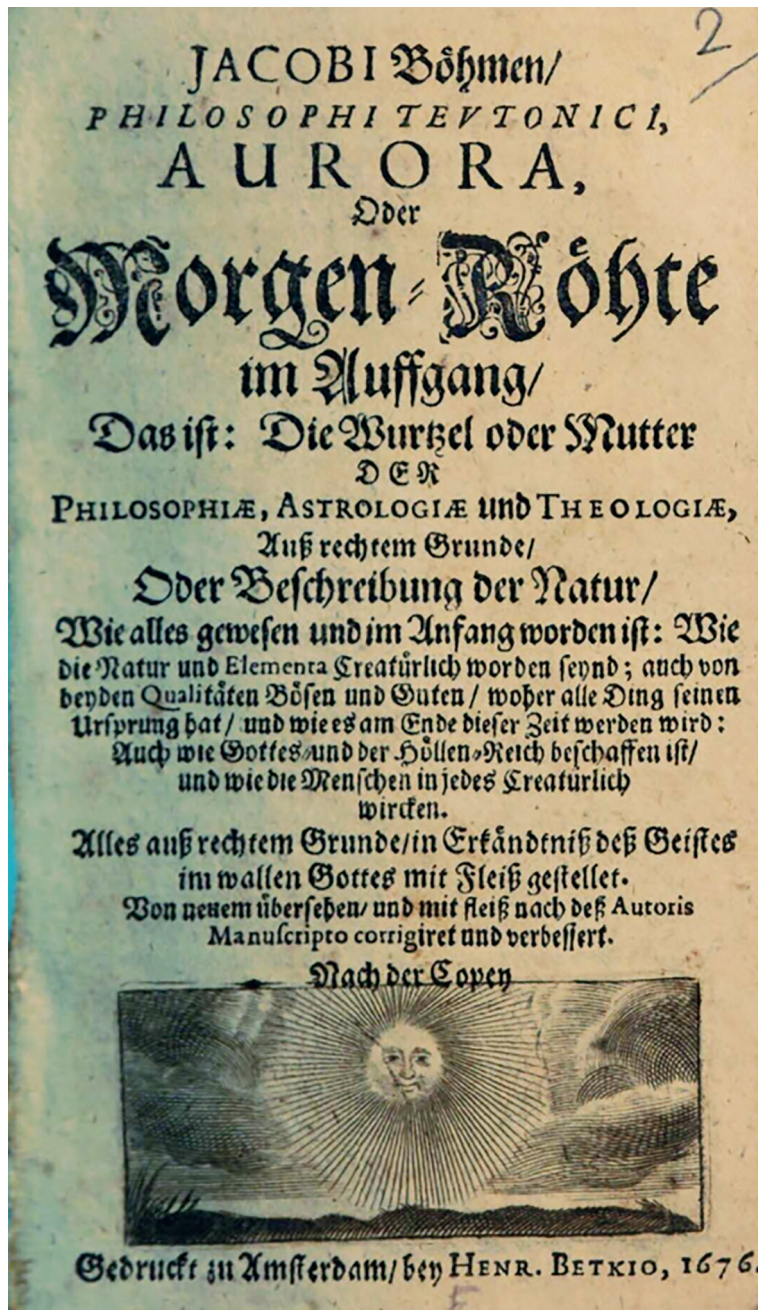 2
JACOBI Böhmen/
PHILOSOPHI TEVTONICI,
AURORA,
Oder
Morgen-Röhte
im Auffgang/
Das ist: Die Wurtzel oder Mutter
DER
PHILOSOPHIÆ, ASTROLOGIÆ und THEOLOGIÆ,
Auß rechtem Grunde/
Oder Beschreibung der Natur/
Wie alles gewesen und im Anfang worden ist: Wie
die Natur und Elementa Creatürlich worden seynd; auch von
beyden Qualitäten Bösen und Guten/ woher alle Ding seinen
Ursprung hat/ und wie es am Ende dieser Zeit werden wird:
Auch wie Gottes- und der Höllen-Reich beschaffen ist/
und wie die Menschen in jedes Creatürlich
wircken.
Alles auß rechtem Grunde/ in Erkändtniß deß Geistes
im wallen Gottes mit Fleiß gestellet.
Von neuem übersehen/ und mit fleiß nach deß Autoris
Manuscripto corrigiret und verbessert.
Nach der Copey
Gedruckt zu Amsterdam/ bey HENR. BETKIO, 1676.